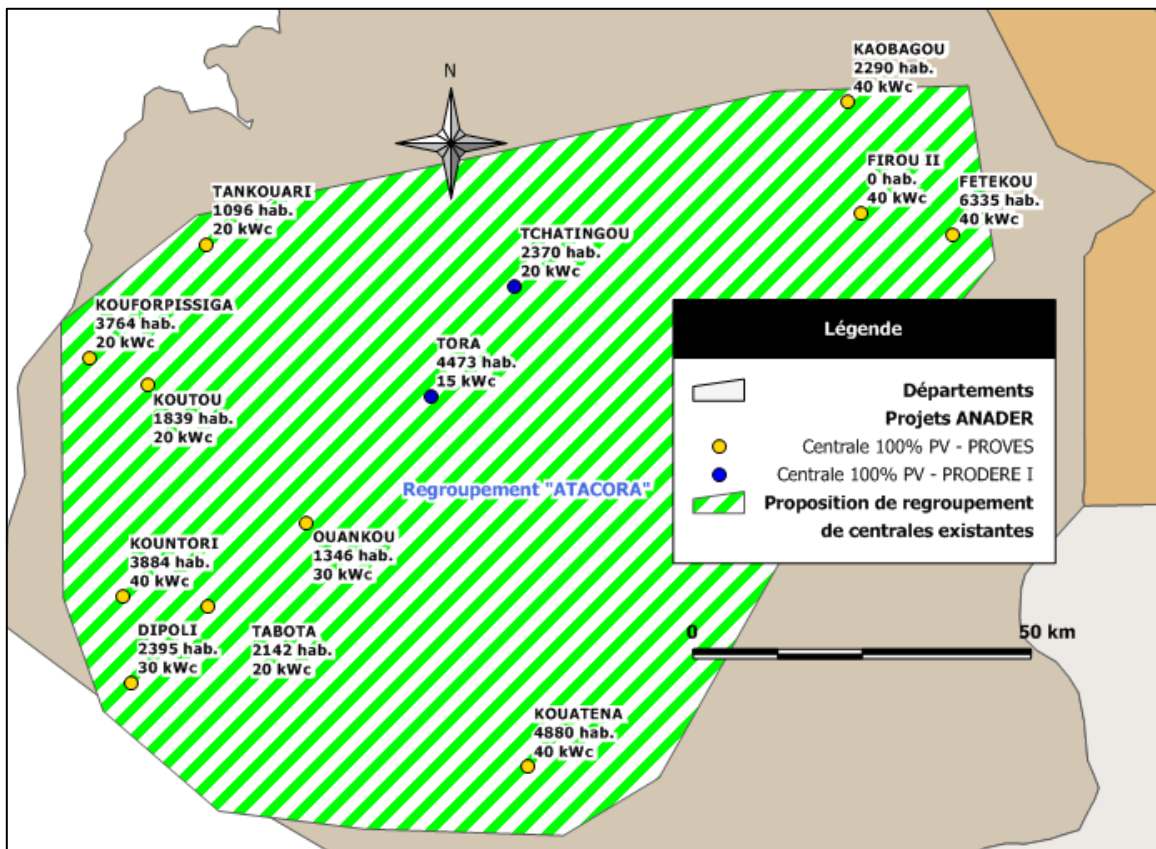 KAOBAGOU
2290 hab.
40 kWc
N
FIROU II
0 hab.
40 kWc
FETEKOU
6335 hab.
40 kWc
TANKOUARI
1096 hab.
20 kWc
TCHATINGOU
2370 hab.
20 kWc
KOUFORPISSIGA
3764 hab.
20 kWc
TORA
4473 hab.
15 kWc
KOUTOU
1839 hab.
20 kWc
Légende
Départements
Projets ANADER
Centrale 100% PV - PROVES
Centrale 100% PV - PRODERE I
Proposition de regroupement
de centrales existantes
Regroupement "ATACORA"
OUANKOU
1346 hab.
30 kWc
KOUNTORI
3884 hab.
40 kWc
DIPOLI
2395 hab.
30 kWc
TABOTA
2142 hab.
20 kWc
0 50 km
KOUATENA
4880 hab.
40 kWc